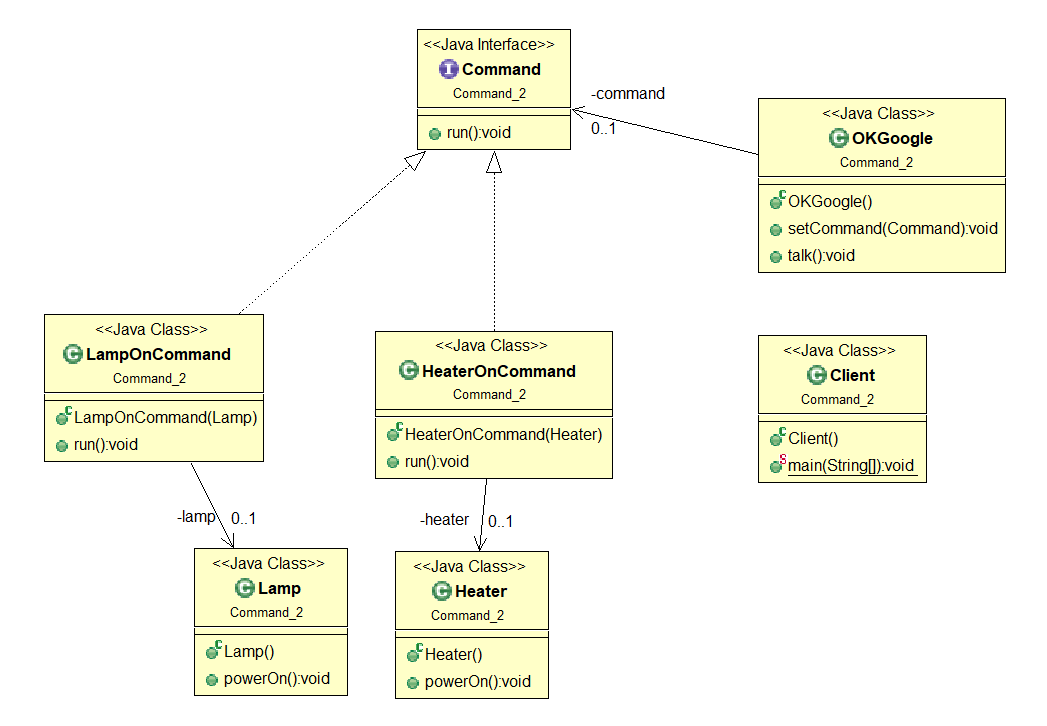 <<Java Interface>>
Command
Command_2
run():void
-command
0..1
<<Java Class>>
OKGoogle
Command_2
OKGoogle()
setCommand(Command):void
talk():void
<<Java Class>>
LampOnCommand
Command_2
LampOnCommand(Lamp)
run():void
<<Java Class>>
HeaterOnCommand
Command_2
HeaterOnCommand(Heater)
run():void
<<Java Class>>
Client
Command_2
Client()
main(String[]):void
-lamp 0..1
-heater 0..1
<<Java Class>>
Lamp
Command_2
Lamp()
powerOn():void
<<Java Class>>
Heater
Command_2
Heater()
powerOn():void